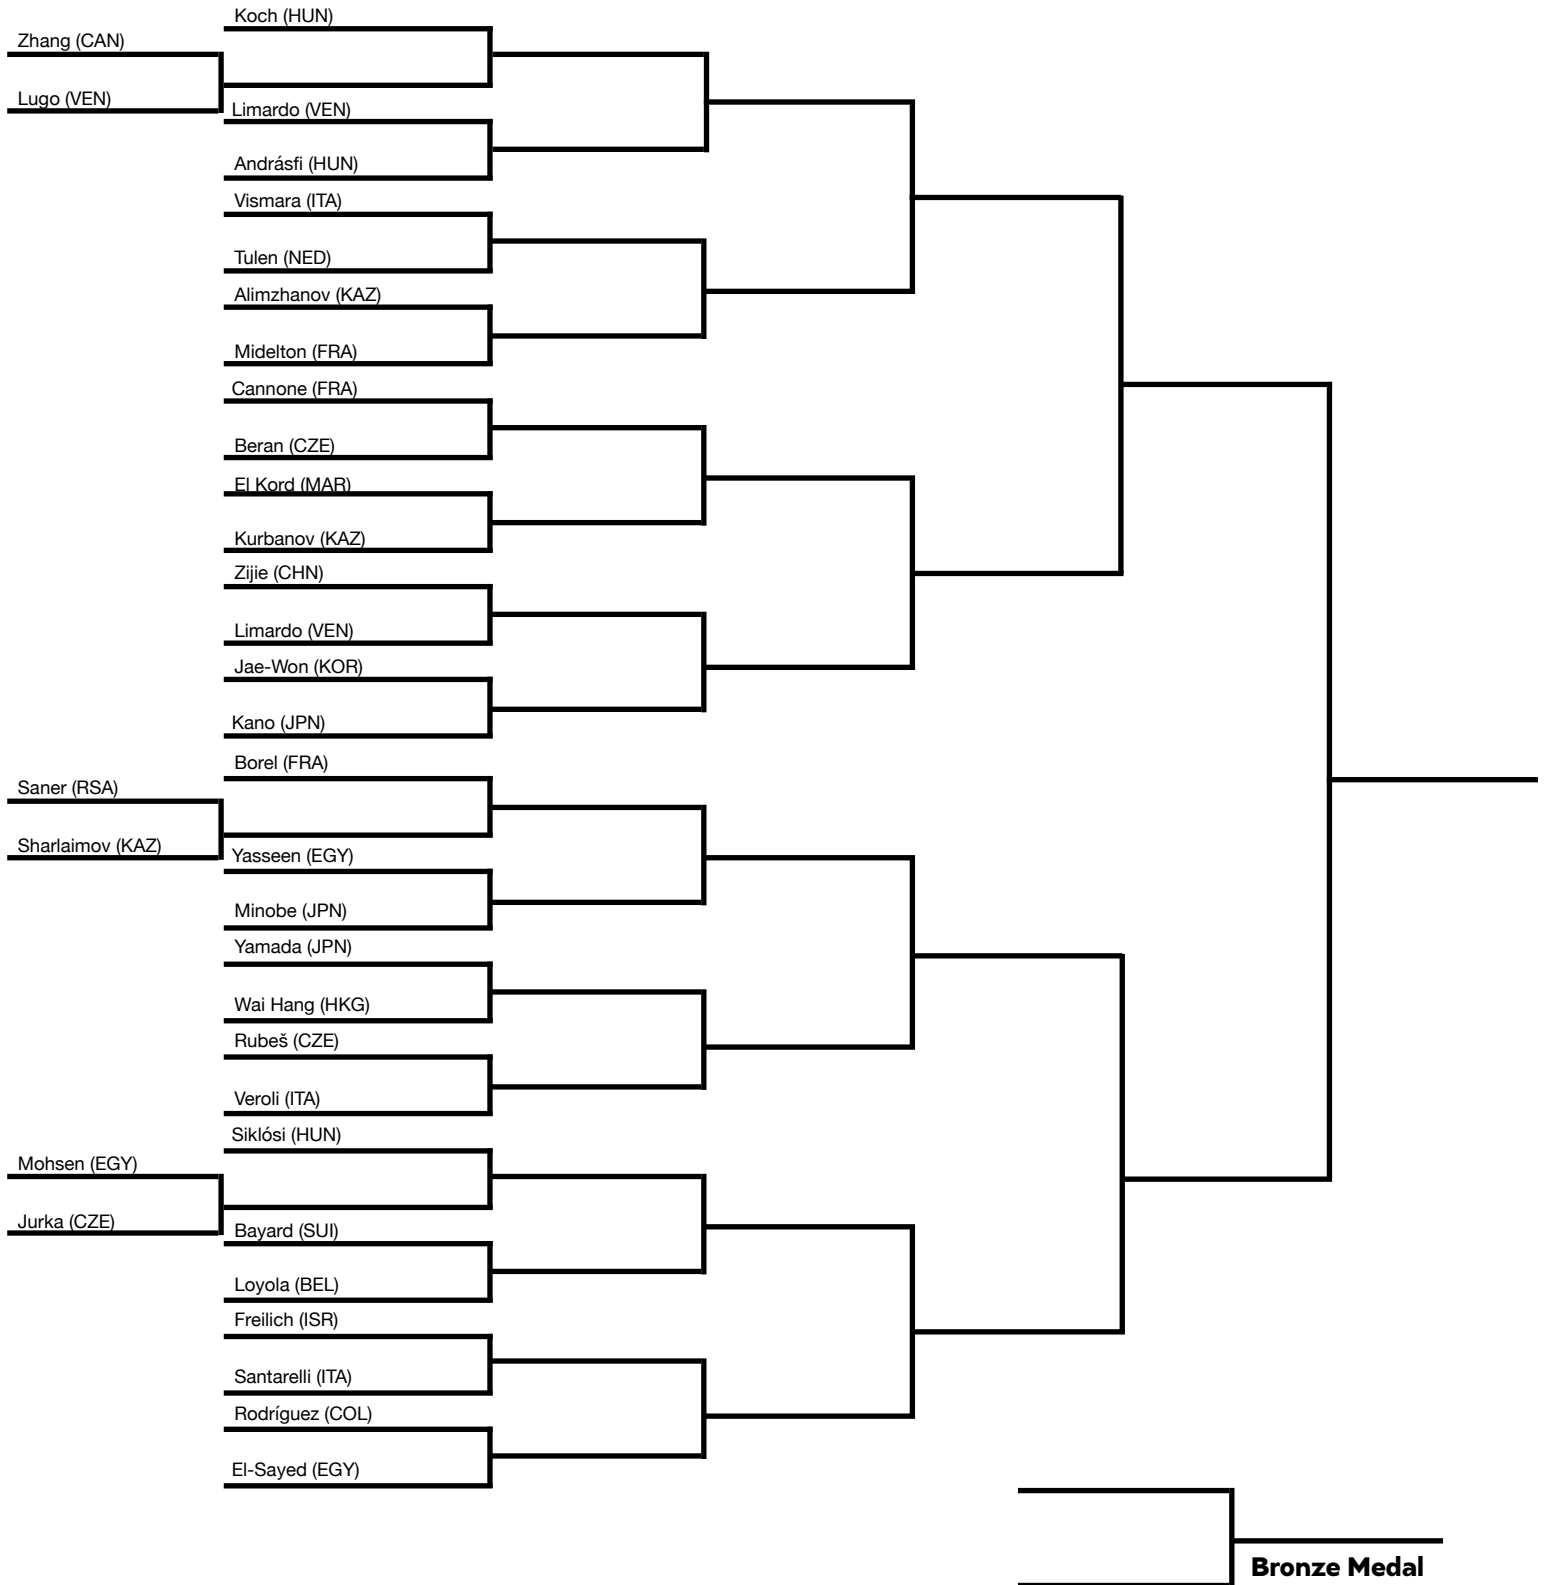 Koch (HUN)
Zhang (CAN)
Lugo (VEN)
Limardo (VEN)
Andrásfi (HUN)
Vismara (ITA)
Tulen (NED)
Alimzhanov (KAZ)
Midelton (FRA)
Cannone (FRA)
Beran (CZE)
El Kord (MAR)
Kurbanov (KAZ)
Zijie (CHN)
Limardo (VEN)
Jae-Won (KOR)
Kano (JPN)
Borel (FRA)
Saner (RSA)
Sharlaimov (KAZ)
Yasseen (EGY)
Minobe (JPN)
Yamada (JPN)
Wai Hang (HKG)
Rubeš (CZE)
Veroli (ITA)
Siklósi (HUN)
Mohsen (EGY)
Jurka (CZE)
Bayard (SUI)
Loyola (BEL)
Freilich (ISR)
Santarelli (ITA)
Rodríguez (COL)
El-Sayed (EGY)
Bronze Medal